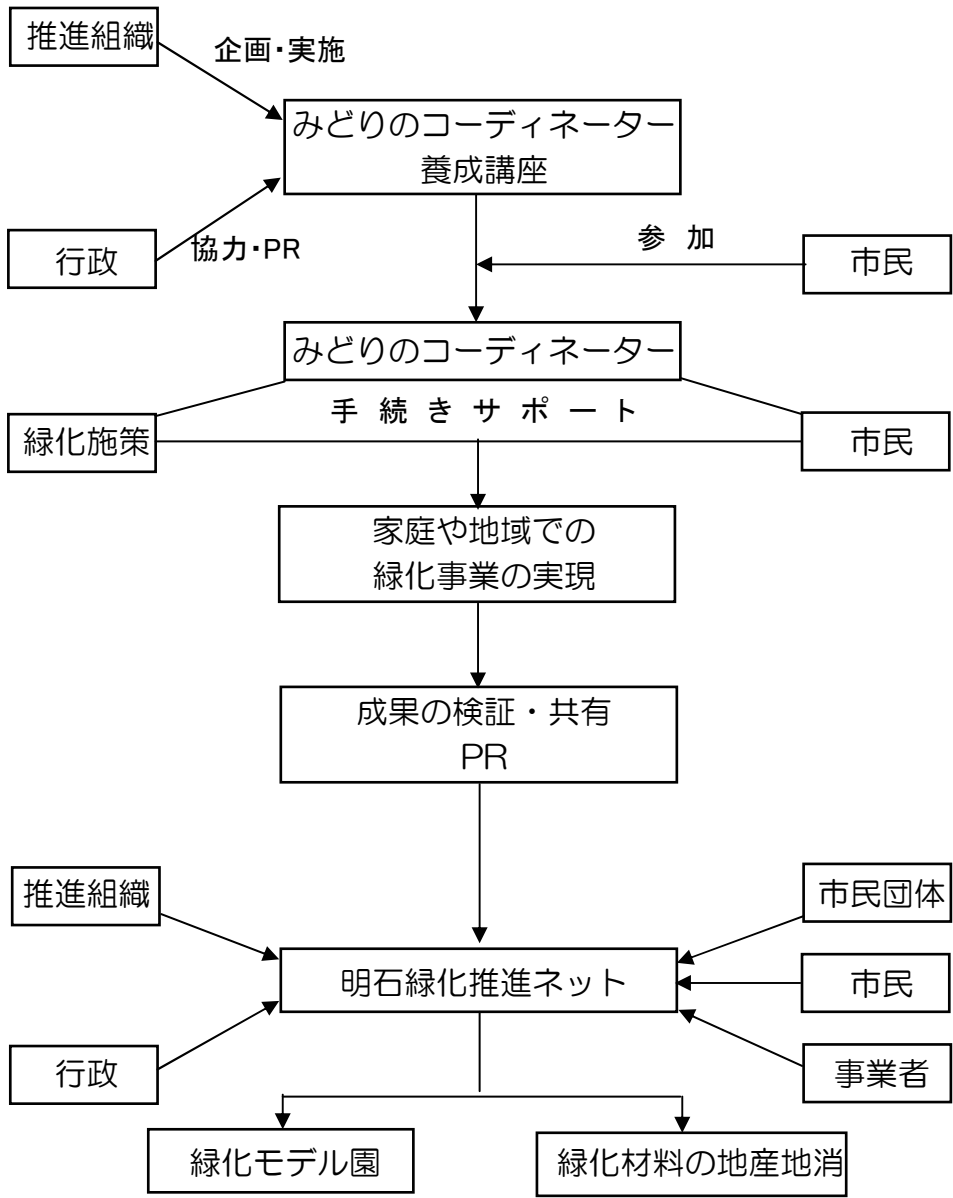 推進組織
企画・実施
みどりのコーディネーター
養成講座
行政
協力・PR
参 加
市民
みどりのコーディネーター
手 続 き サ ポ ー ト
緑化施策
市民
家庭や地域での
緑化事業の実現
成果の検証・共有
PR
推進組織
市民団体
明石緑化推進ネット
市民
行政
事業者
緑化モデル園
緑化材料の地産地消